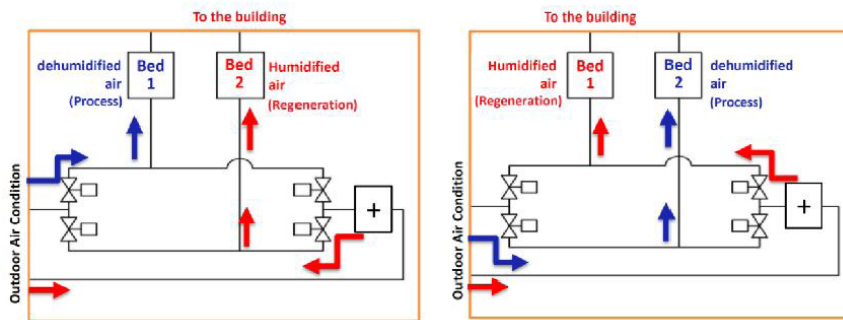 To the building
dehumidified
air
(Process)
Bed
1
Bed
2
Humidified
air
(Regeneration)
Outdoor Air Condition
+
To the building
Humidified
air
(Regeneration)
Bed
1
Bed
2
dehumidified
air
(Process)
Outdoor Air Condition
+